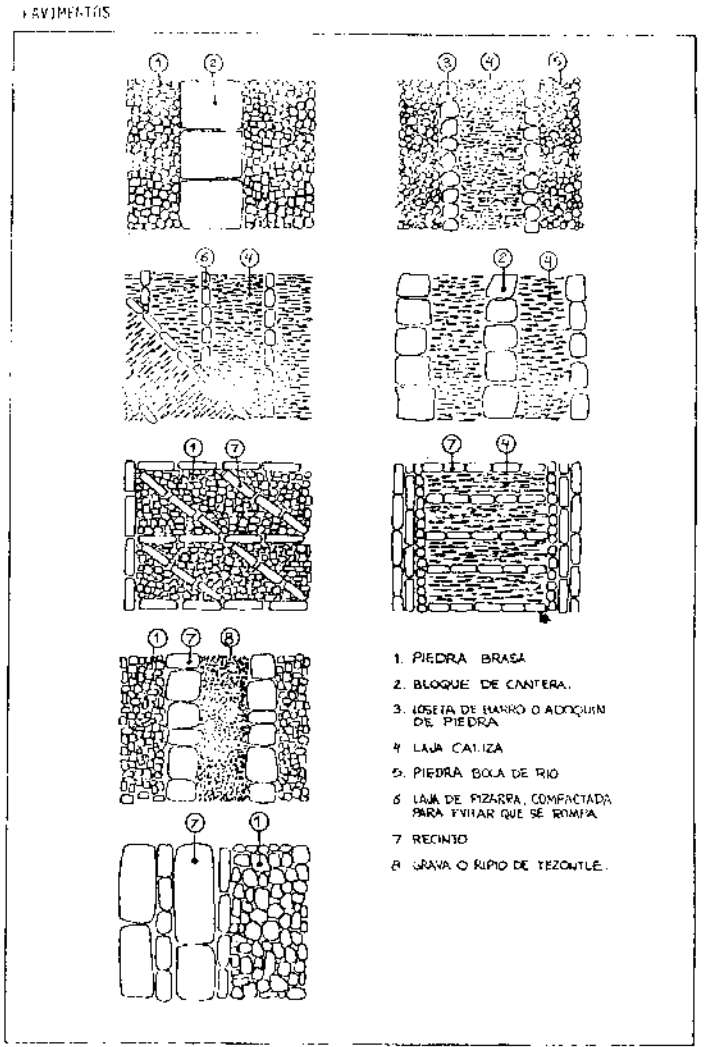 PAVIMENTOS
1 2
3 4 5
6 4
2 4
1 7
7 4
1 7 8
7 1
1. PIEDRA BRASA
2. BLOQUE DE CANTERA.
3. LOSETA DE BARRO O ADOQUIN
DE PIEDRA
4 LAJA CALIZA
5. PIEDRA BOLA DE RIO
6 LAJA DE PIZARRA, COMPACTADA
PARA EVITAR QUE SE ROMPA
7 RECINTO
8 GRAVA O RIPIO DE TEZONTLE.